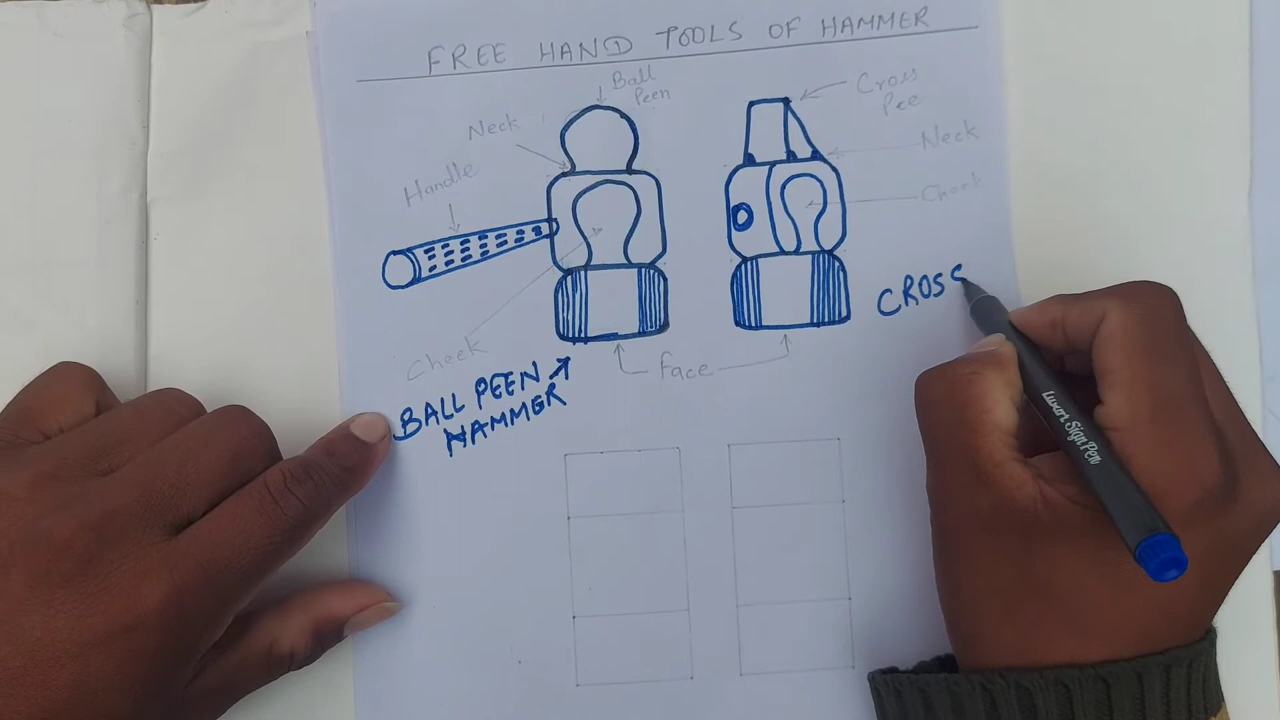 FREE HAND TOOLS OF HAMMER
Ball
Peen
Cross
Pee
Neck
Neck
Handle
Cheek
Cheek
Face
BALL PEEN
HAMMER
CROSS
Luxor Sign Pen